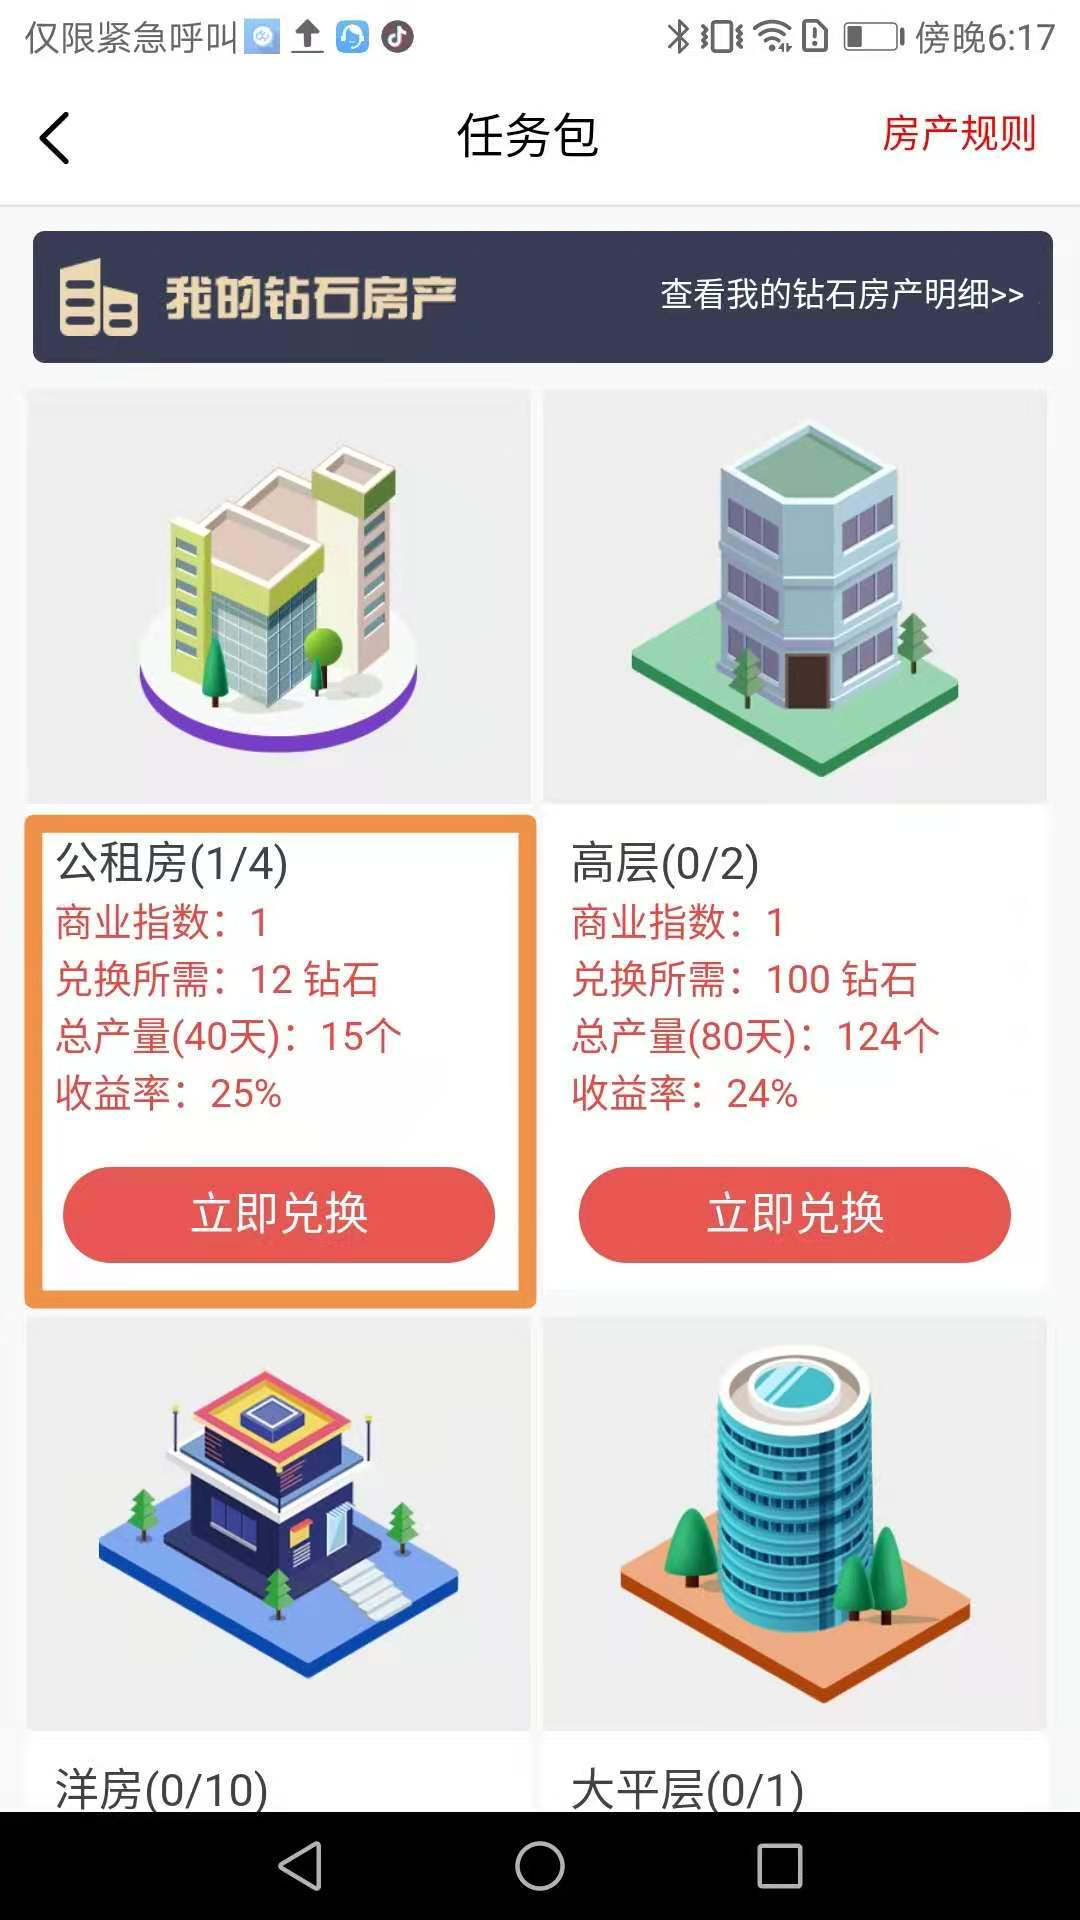 仅限紧急呼叫
傍晚6:17
任务包
房产规则
我的钻石房产
查看我的钻石房产明细>>
公租房(1/4)
商业指数：1
兑换所需：12 钻石
总产量(40天)：15个
收益率：25%
立即兑换
高层(0/2)
商业指数：1
兑换所需：100 钻石
总产量(80天)：124个
收益率：24%
立即兑换
洋房(0/10)
大平层(0/1)